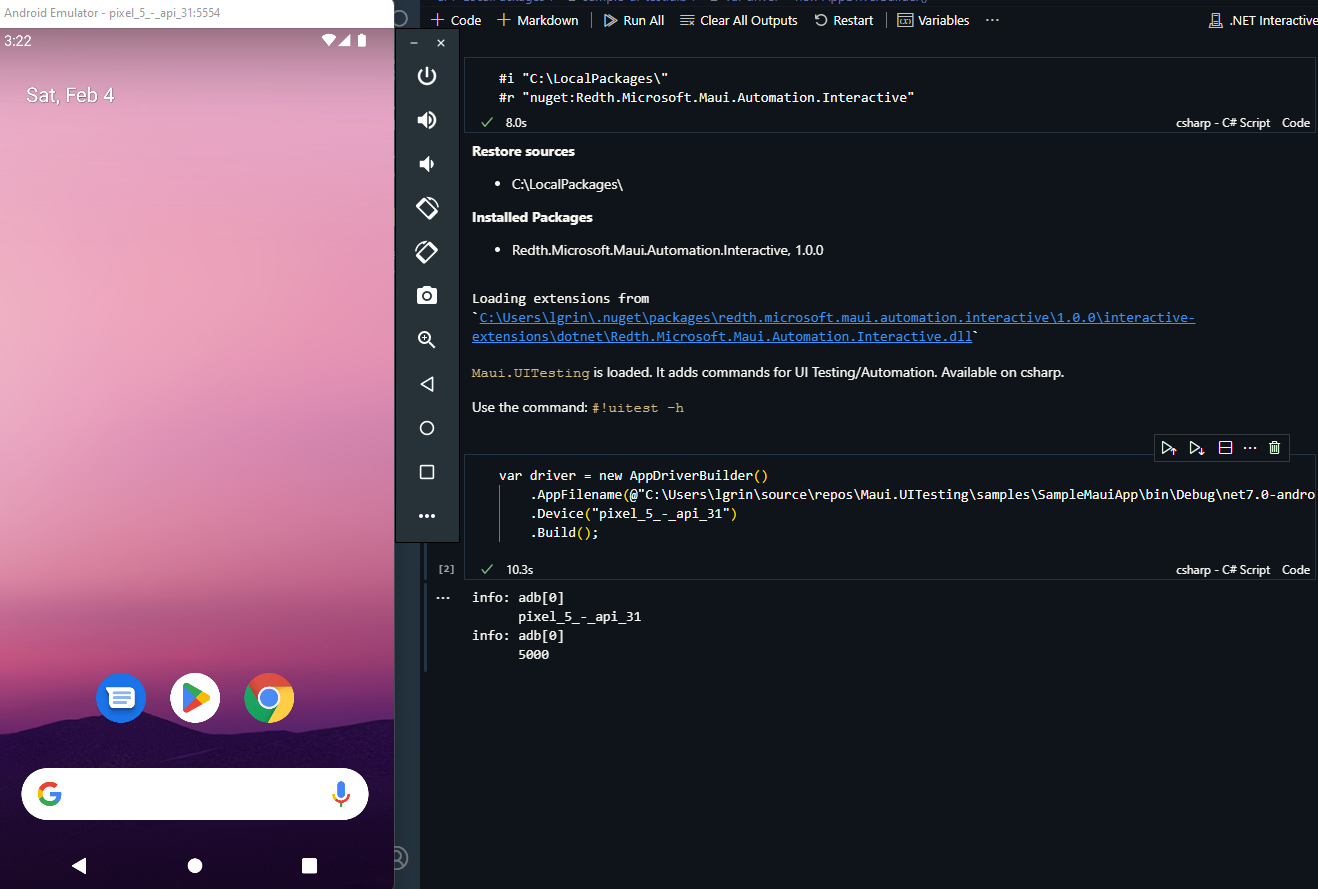 Android Emulator - pixel_5_-_api_31:5554
3:22
Sat, Feb 4
Code
Markdown
Run All
Clear All Outputs
Restart
Variables
...
.NET Interactive
#i "C:\LocalPackages\"
#r "nuget:Redth.Microsoft.Maui.Automation.Interactive"
8.0s
csharp - C# Script
Code
Restore sources
• C:\LocalPackages\
Installed Packages
• Redth.Microsoft.Maui.Automation.Interactive, 1.0.0
Loading extensions from
`C:\Users\lgrin\.nuget\packages\redth.microsoft.maui.automation.interactive\1.0.0\interactive-
extensions\dotnet\Redth.Microsoft.Maui.Automation.Interactive.dll`
Maui.UITesting is loaded. It adds commands for UI Testing/Automation. Available on csharp.
Use the command: #!uitest -h
var driver = new AppDriverBuilder()
.AppFilename(@"C:\Users\lgrin\source\repos\Maui.UITesting\samples\SampleMauiApp\bin\Debug\net7.0-andro
.Device("pixel_5_-_api_31")
.Build();
[2]
10.3s
csharp - C# Script
Code
info: adb[0]
pixel_5_-_api_31
info: adb[0]
5000